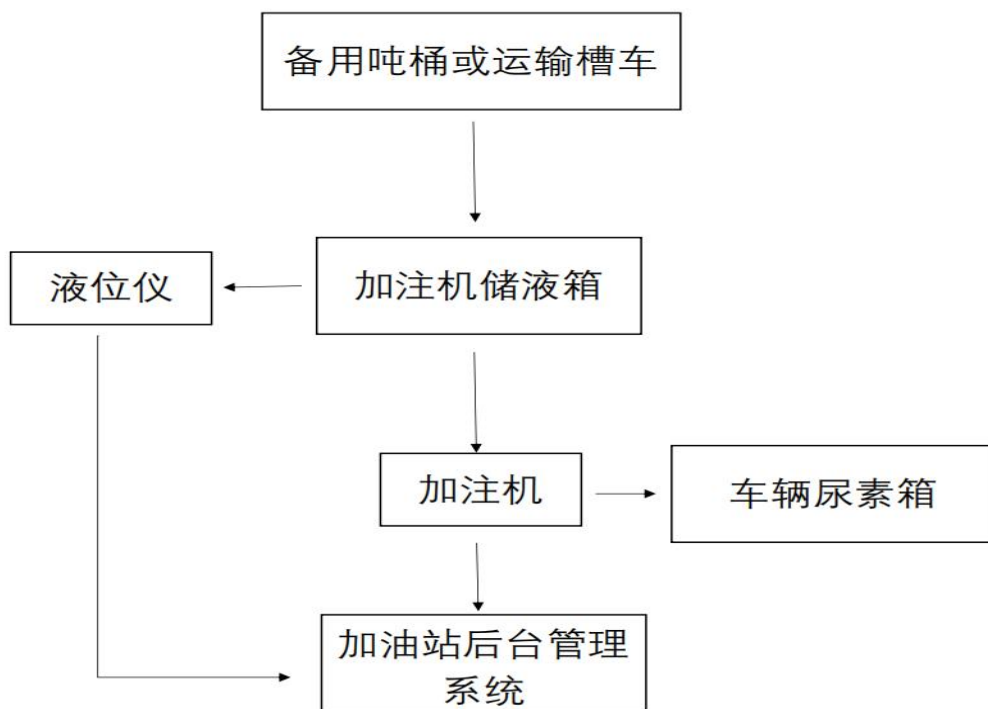 备用吨桶或运输槽车
液位仪
加注机储液箱
加注机
车辆尿素箱
加油站后台管理
系统